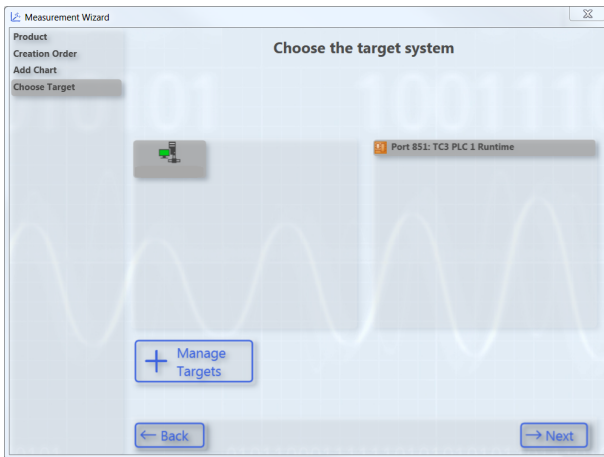 Measurement Wizard
Product
Creation Order
Add Chart
Choose Target
Choose the target system
Port 851: TC3 PLC 1 Runtime
Manage
Targets
Back
Next